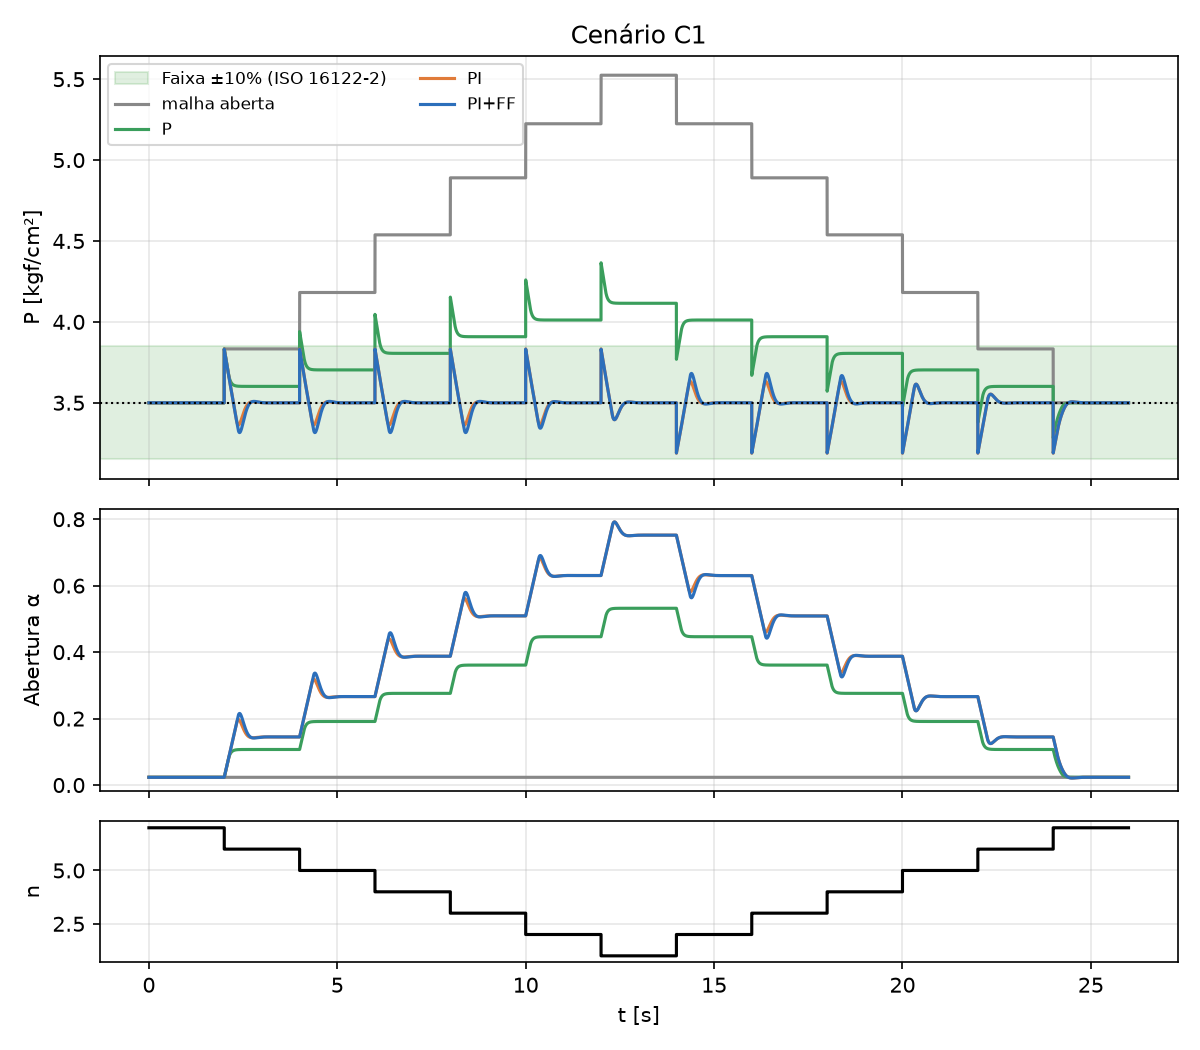 Cenário C1
Faixa ±10% (ISO 16122-2)
malha aberta
P
PI
PI+FF
P [kgf/cm²]
5.5
5.0
4.5
4.0
3.5
Abertura α
0.8
0.6
0.4
0.2
0.0
n
5.0
2.5
0 5 10 15 20 25
t [s]